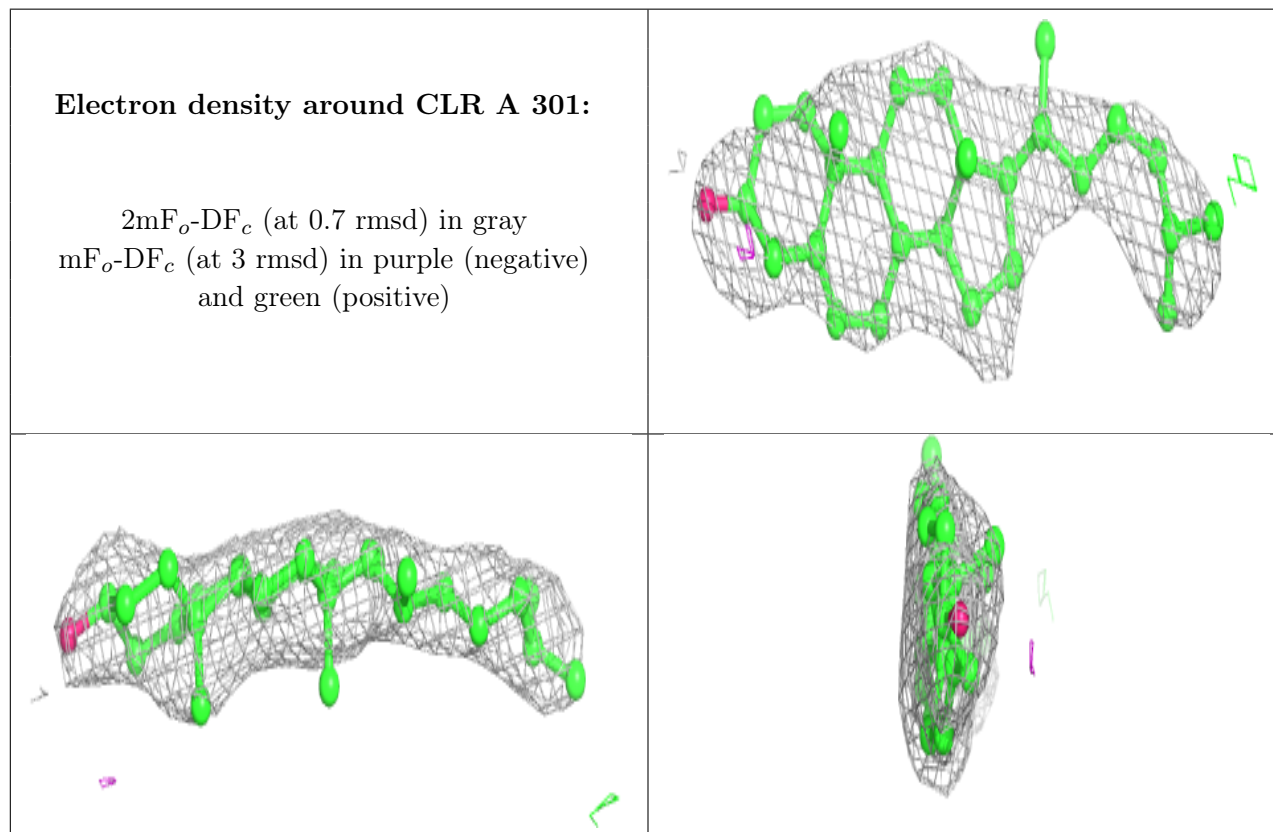 Electron density around CLR A 301:
2mFo-DFc (at 0.7 rmsd) in gray
mFo-DFc (at 3 rmsd) in purple (negative)
and green (positive)